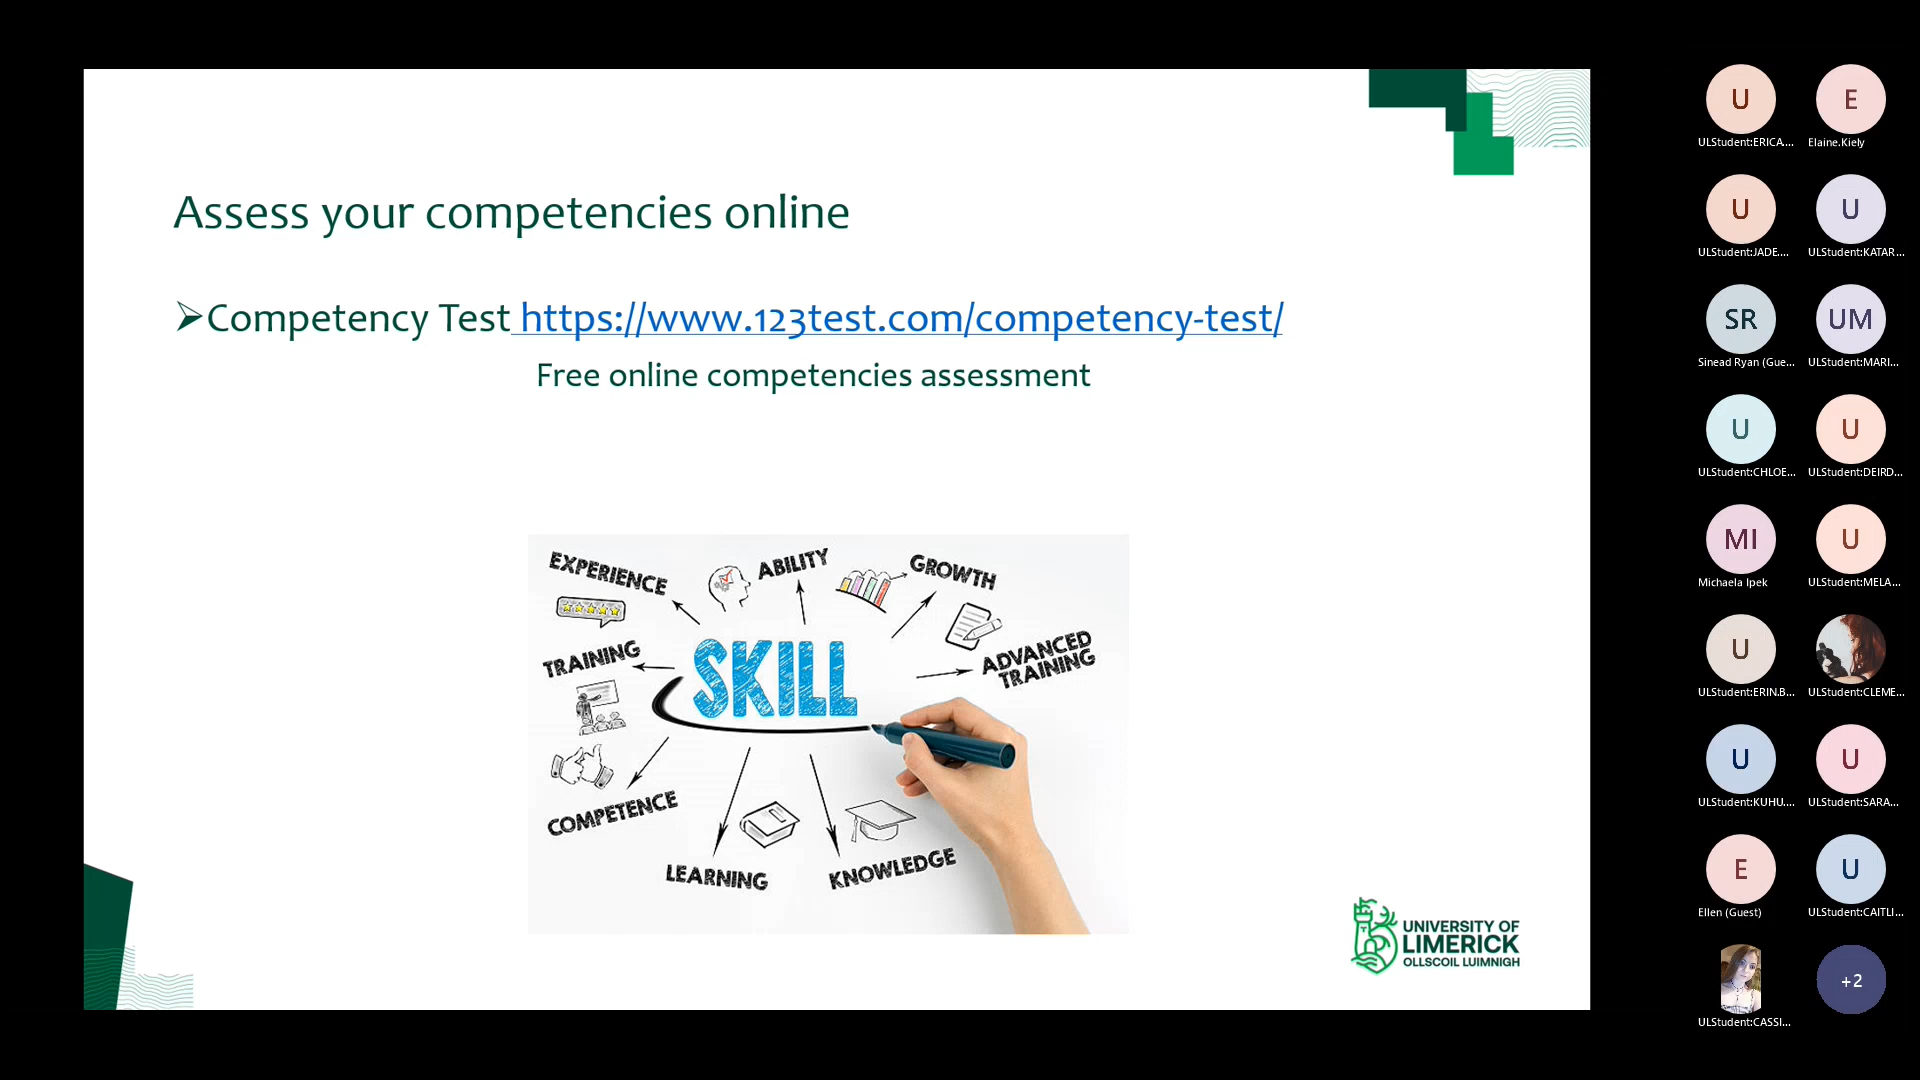 Assess your competencies online
➢Competency Test https://www.123test.com/competency-test/
Free online competencies assessment
EXPERIENCE
ABILITY
GROWTH
TRAINING
SKILL
ADVANCED
TRAINING
COMPETENCE
LEARNING
KNOWLEDGE
UNIVERSITY OF
LIMERICK
OLLSCOIL LUIMNIGH
U E
ULStudent:ERICA.... Elaine.Kiely
U U
ULStudent:JADE.... ULStudent:KATAR...
SR UM
Sinead Ryan (Gue... ULStudent:MARI...
U U
ULStudent:CHLOE... ULStudent:DEIRD...
MI U
Michaela Ipek ULStudent:MELA...
U
ULStudent:ERIN.B... ULStudent:CLEME...
U U
ULStudent:KUHU.... ULStudent:SARA...
E U
Ellen (Guest) ULStudent:CAITLI...
+2
ULStudent:CASSI...